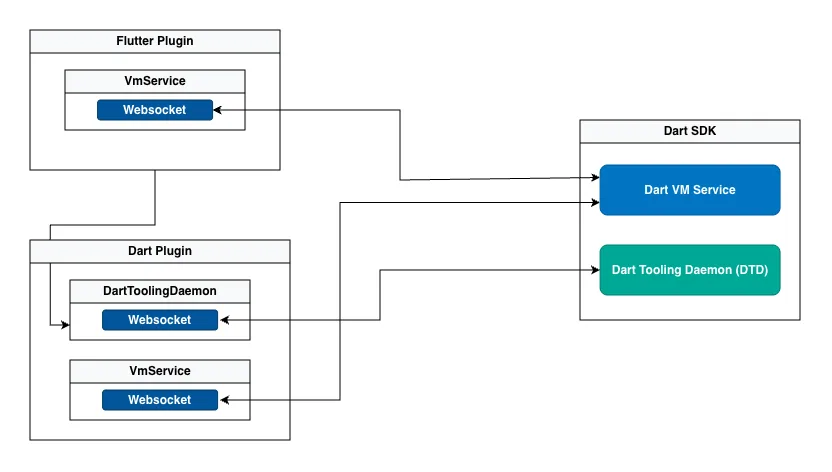 Flutter Plugin
VmService
Websocket
Dart SDK
Dart VM Service
Dart Tooling Daemon (DTD)
Dart Plugin
DartToolingDaemon
Websocket
VmService
Websocket